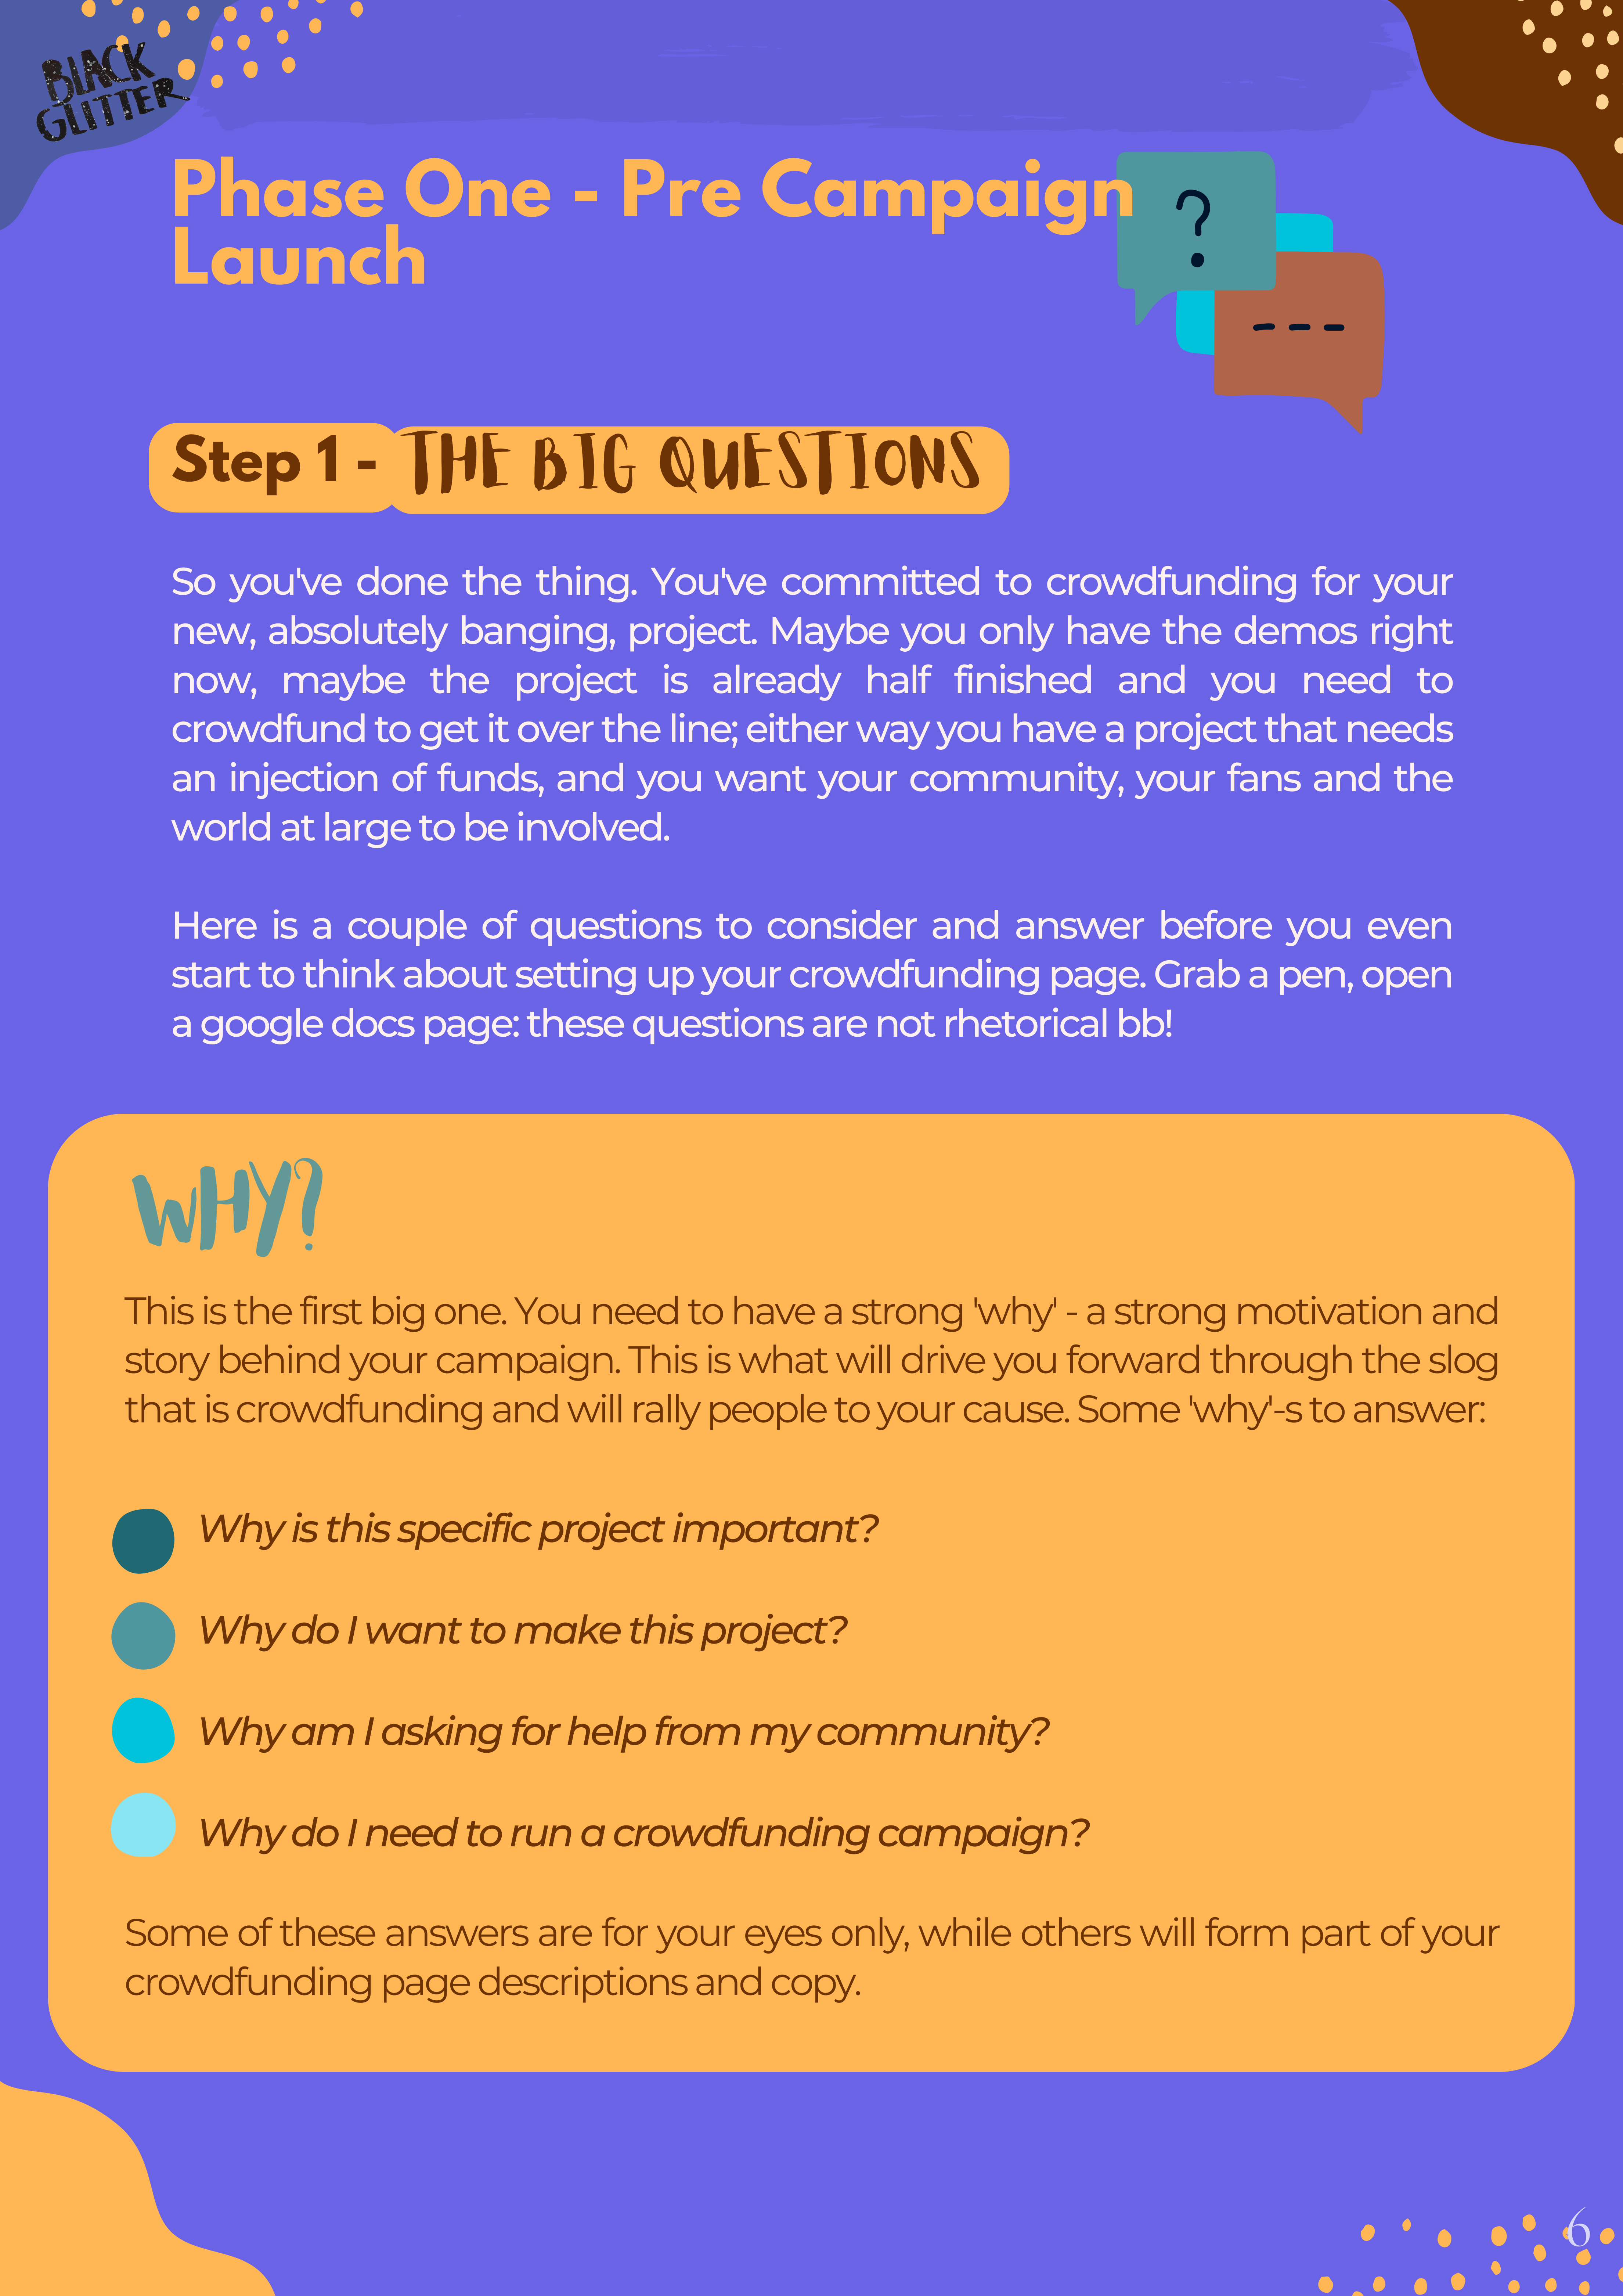 BLACK
GLITTER
Phase One - Pre Campaign
Launch
?
---
Step 1 - THE BIG QUESTIONS
So you've done the thing. You've committed to crowdfunding for your
new, absolutely banging, project. Maybe you only have the demos right
now, maybe the project is already half finished and you need to
crowdfund to get it over the line; either way you have a project that needs
an injection of funds, and you want your community, your fans and the
world at large to be involved.
Here is a couple of questions to consider and answer before you even
start to think about setting up your crowdfunding page. Grab a pen, open
a google docs page: these questions are not rhetorical bb!
WHY?
This is the first big one. You need to have a strong 'why' - a strong motivation and
story behind your campaign. This is what will drive you forward through the slog
that is crowdfunding and will rally people to your cause. Some 'why'-s to answer:
Why is this specific project important?
Why do I want to make this project?
Why am I asking for help from my community?
Why do I need to run a crowdfunding campaign?
Some of these answers are for your eyes only, while others will form part of your
crowdfunding page descriptions and copy.
6